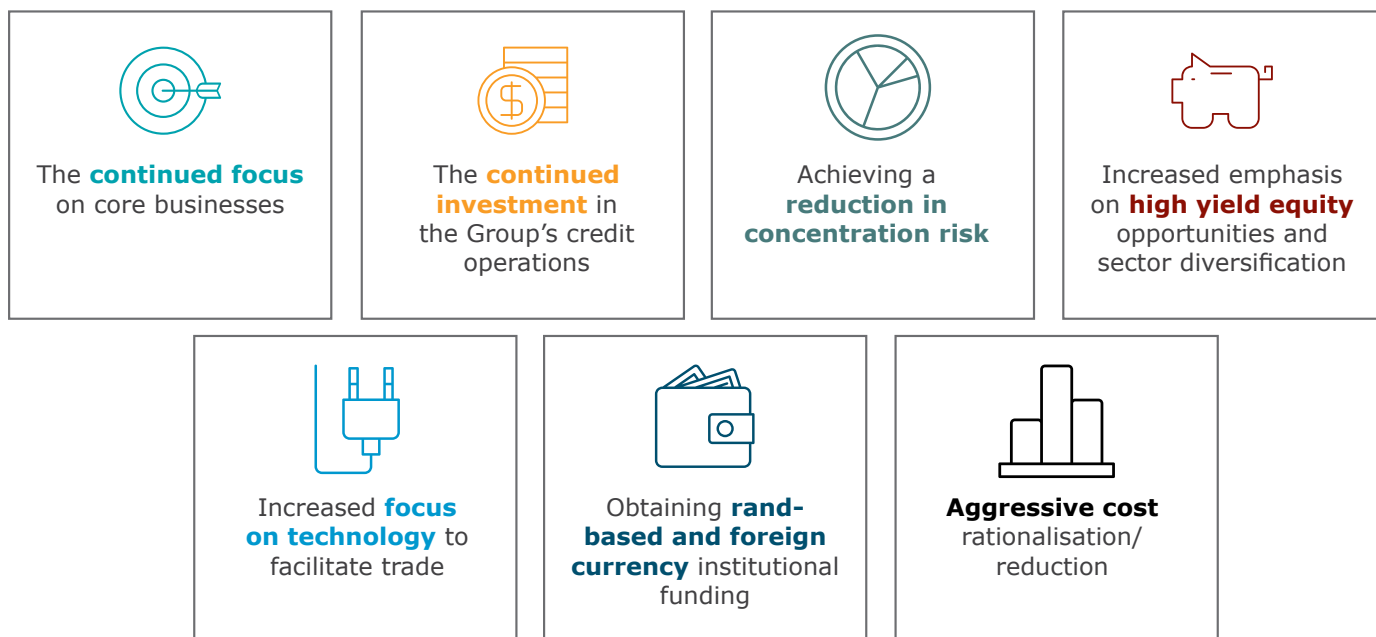 The continued focus
on core businesses
The continued
investment in
the Group’s credit
operations
Achieving a
reduction in
concentration risk
Increased emphasis
on high yield equity
opportunities and
sector diversification
Increased focus
on technology to
facilitate trade
Obtaining rand-
based and foreign
currency institutional
funding
Aggressive cost
rationalisation/
reduction